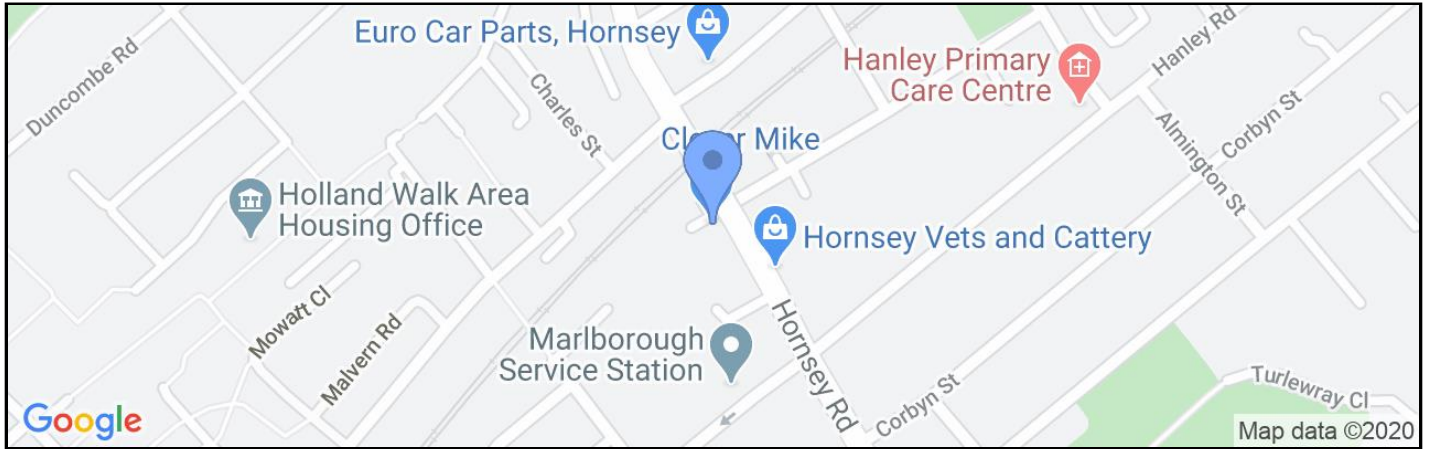 Euro Car Parts, Hornsey
Hanley Primary
Care Centre
Hanley Rd
Duncombe Rd
Charles St
Mike
Almington St
Corbyn St
Holland Walk Area
Housing Office
Hornsey Vets and Cattery
Mowatt Cl
Malvern Rd
Marlborough
Service Station
Hornsey Rd
Corbyn St
Turlewray Cl
Google
Map data ©2020